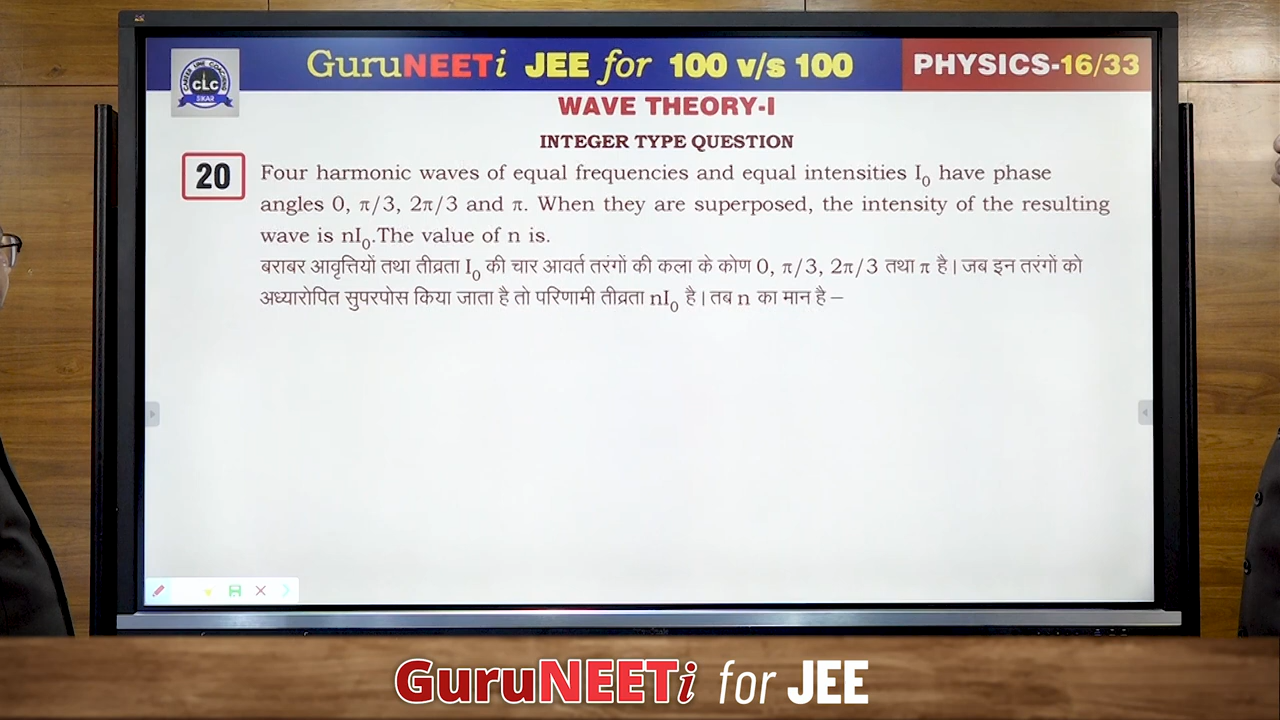 GuruNEETi JEE for 100 v/s 100
PHYSICS-16/33
CLC
SIKAR
WAVE THEORY-I
INTEGER TYPE QUESTION
20
Four harmonic waves of equal frequencies and equal intensities I₀ have phase
angles 0, π/3, 2π/3 and π. When they are superposed, the intensity of the resulting
wave is nI₀.The value of n is.
बराबर आवृत्तियों तथा तीव्रता I₀ की चार आवर्त तरंगों की कला के कोण 0, π/3, 2π/3 तथा π है। जब इन तरंगों को
अध्यारोपित सुपरपोस किया जाता है तो परिणामी तीव्रता nI₀ है। तब n का मान है –
GuruNEETi for JEE